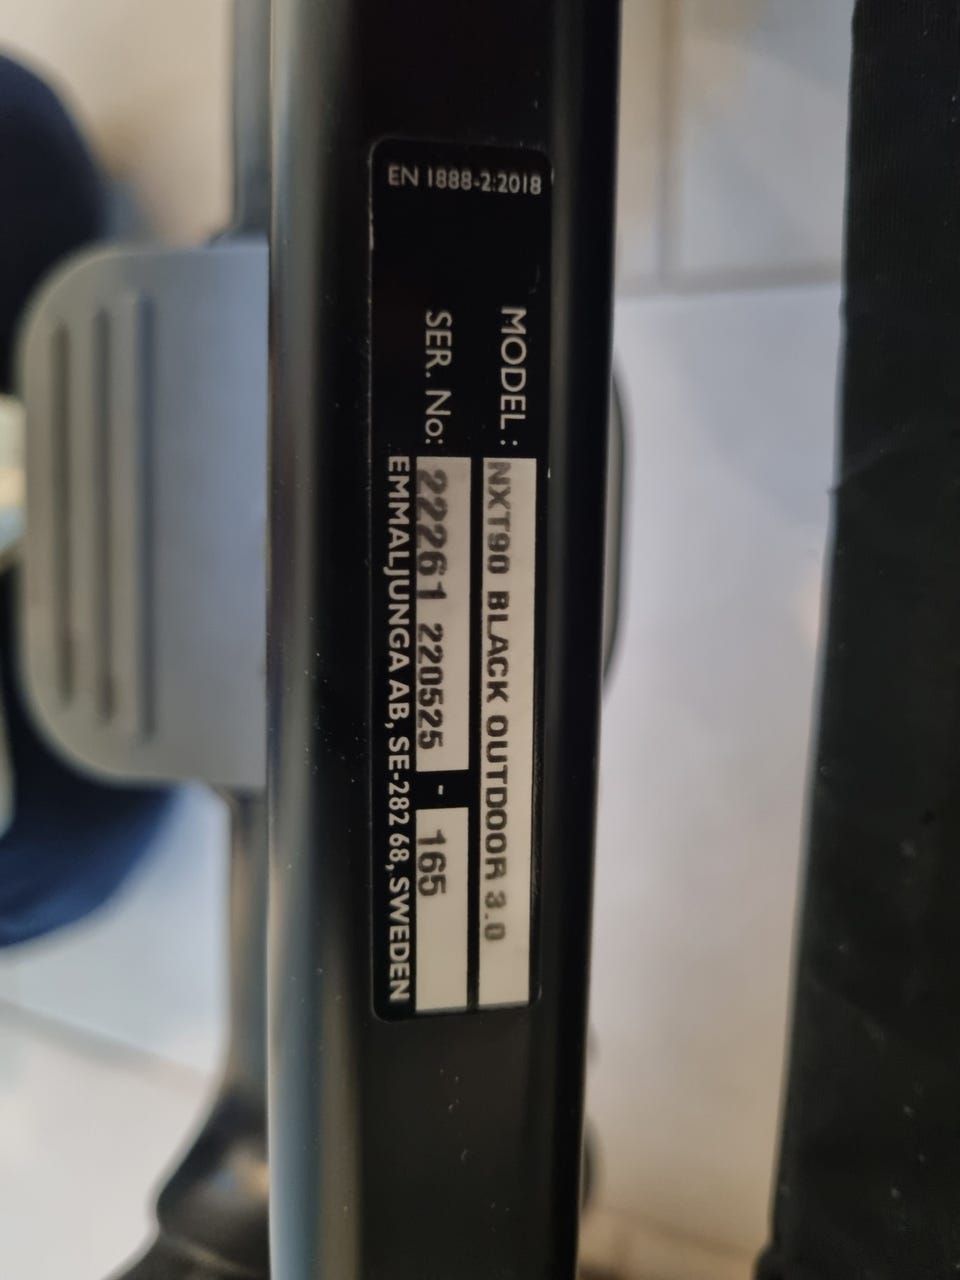 EN 1888-2:2018
MODEL : NXT90 BLACK OUTDOOR 3.0
SER. No: 22261 220525 - 165
EMMALJUNGA AB, SE-282 68, SWEDEN